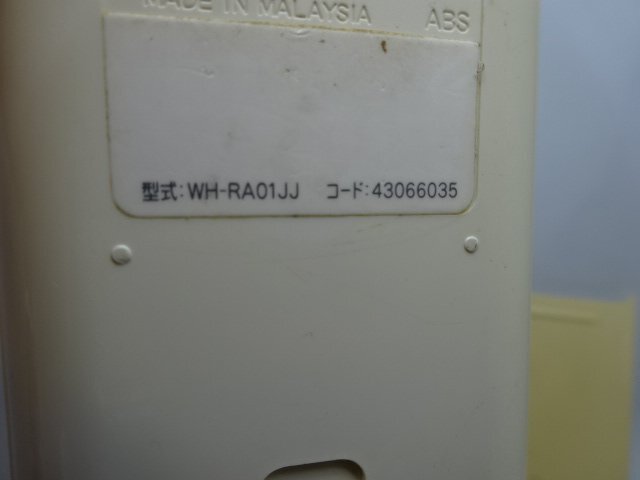 MADE IN MALAYSIA ABS
型式:WH-RA01JJ コード:43066035